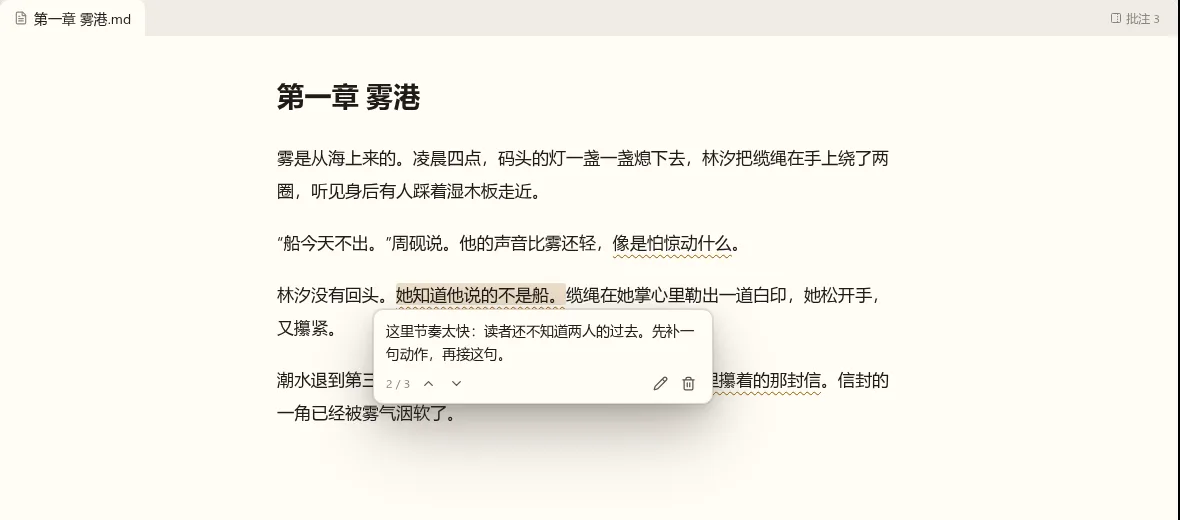 第一章 雾港.md
批注 3
第一章 雾港
雾是从海上来的。凌晨四点，码头的灯一盏一盏熄下去，林汐把缆绳在手上绕了两
圈，听见身后有人踩着湿木板走近。
“船今天不出。”周砚说。他的声音比雾还轻，像是怕惊动什么。
林汐没有回头。她知道他说的不是船。缆绳在她掌心里勒出一道白印，她松开手，
又攥紧。
这里节奏太快：读者还不知道两人的过去。先补一
句动作，再接这句。
2 / 3
潮水退到第三
攥着的那封信。信封的
一角已经被雾气洇软了。